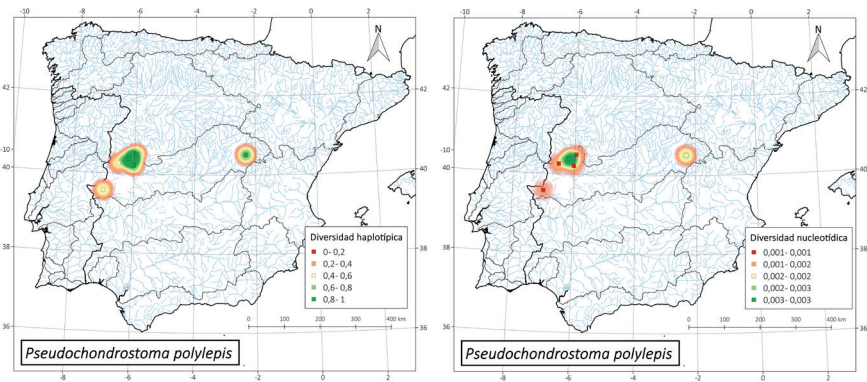 -10 -8 -6 -4 -2 0 2
N
42
-10
40
38
36
42
40
38
36
Diversidad haplotípica
0- 0,2
0,2- 0,4
0,4- 0,6
0,6- 0,8
0,8- 1
0 100 200 300 400 km
Pseudochondrostoma polylepis
-8 -6 -4 -2 0
-10 -8 -6 -4 -2 0 2
N
42
-10
40
38
36
42
40
38
36
Diversidad nucleotídica
0,001- 0,001
0,001- 0,002
0,002- 0,002
0,002- 0,003
0,003- 0,003
0 100 200 300 400 km
Pseudochondrostoma polylepis
-8 -6 -4 -2 0